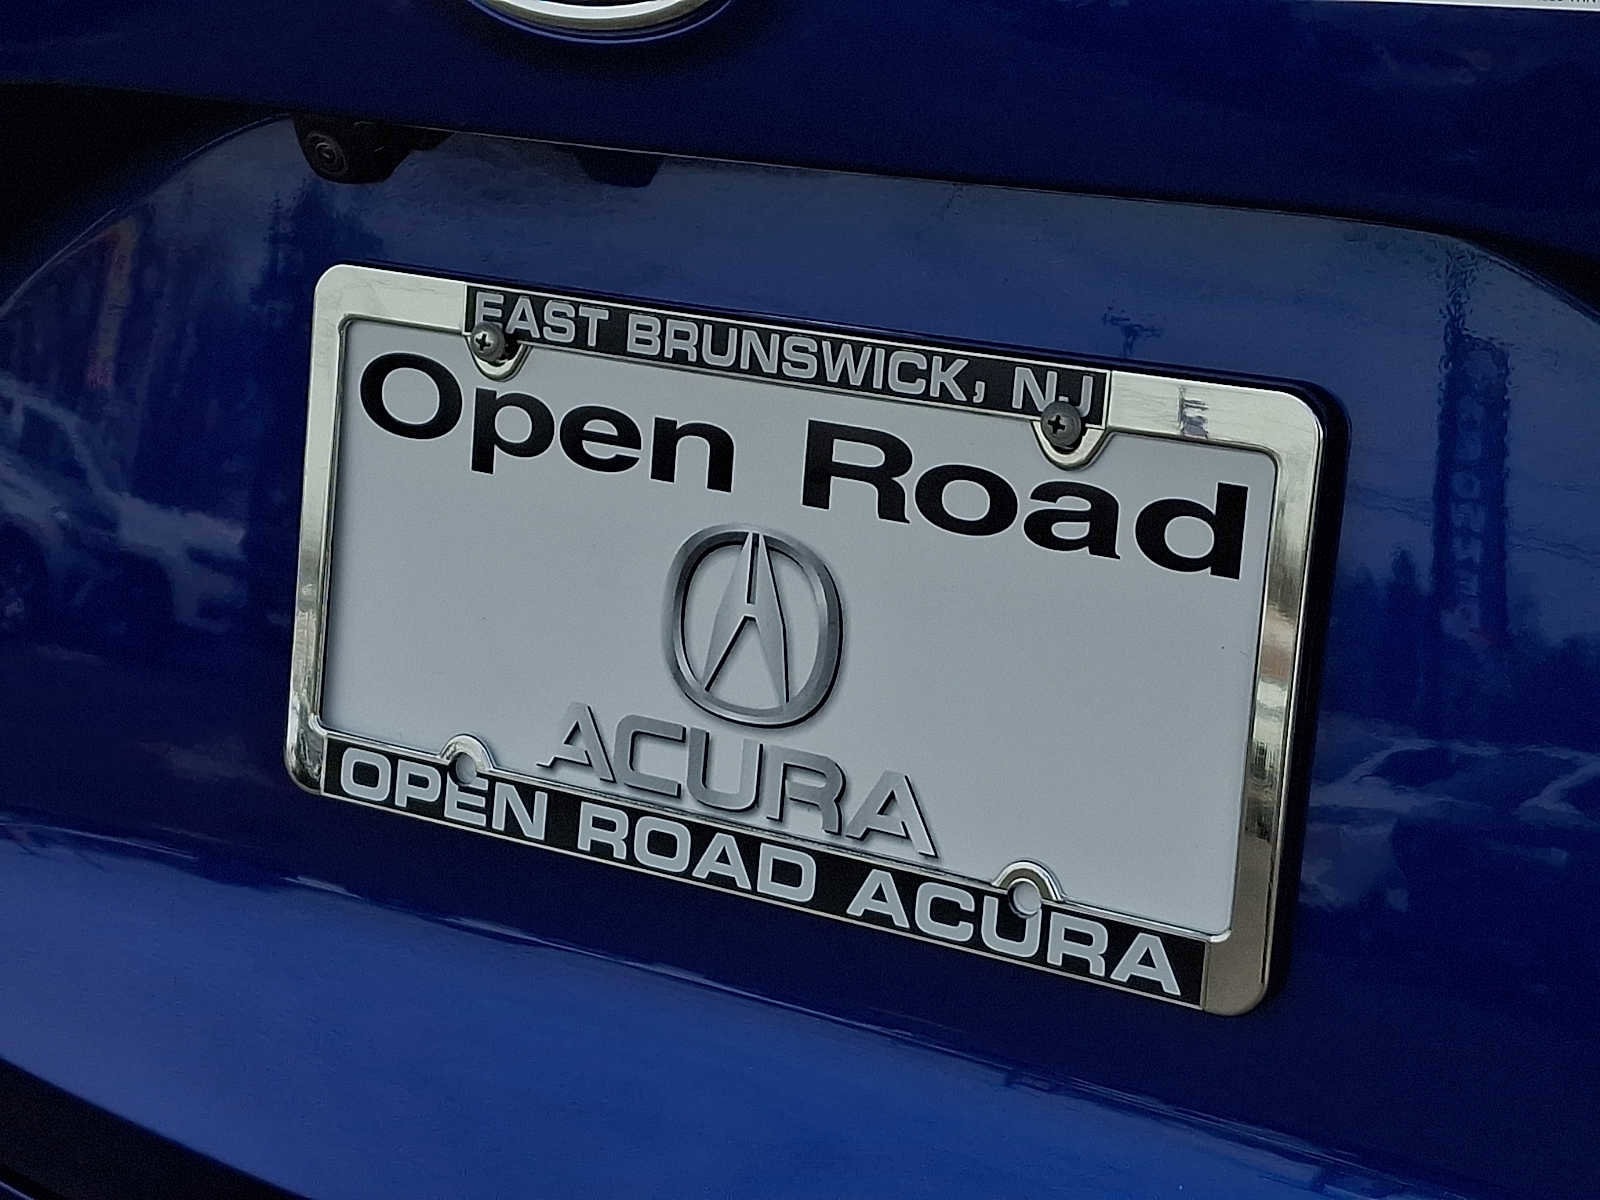 EAST BRUNSWICK, NJ
Open Road
ACURA
OPEN ROAD ACURA